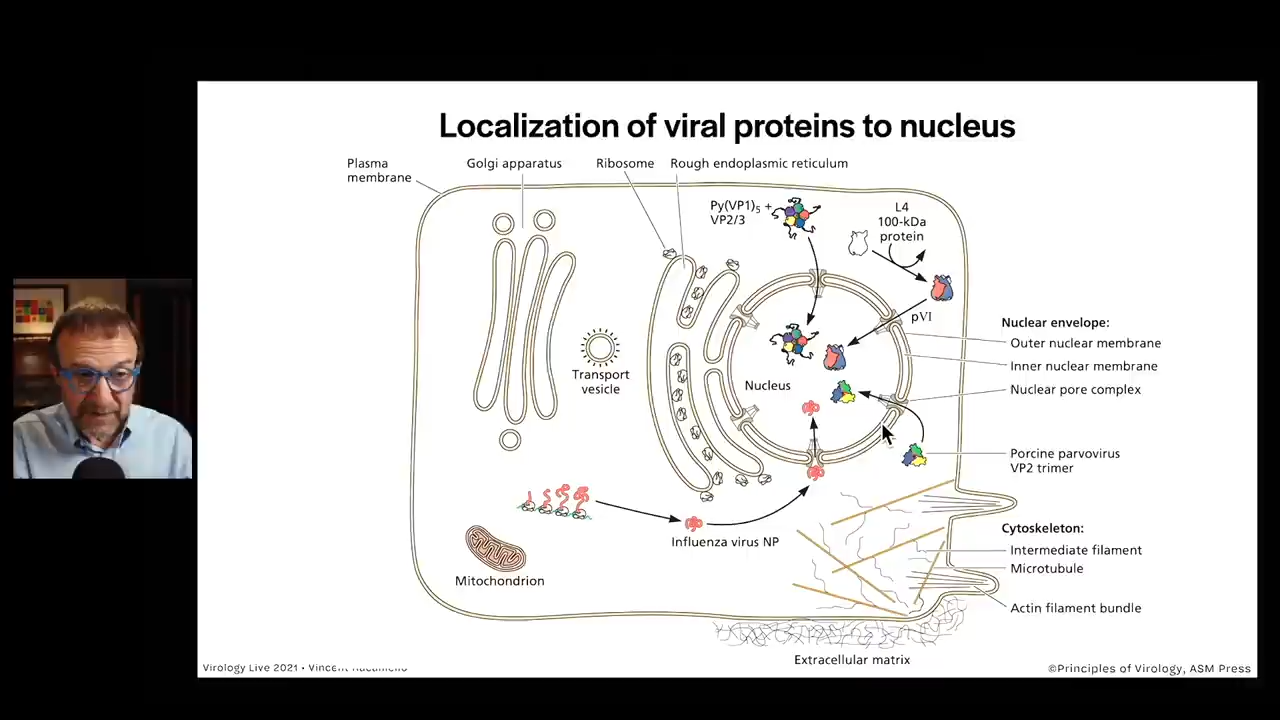 Localization of viral proteins to nucleus
Plasma
membrane
Golgi apparatus
Ribosome
Rough endoplasmic reticulum
Py(VP1)5 +
VP2/3
L4
100-kDa
protein
pVI
Nuclear envelope:
Outer nuclear membrane
Inner nuclear membrane
Nuclear pore complex
Transport
vesicle
Nucleus
Porcine parvovirus
VP2 trimer
Influenza virus NP
Mitochondrion
Cytoskeleton:
Intermediate filament
Microtubule
Actin filament bundle
Extracellular matrix
Virology Live 2021 • Vincent
©Principles of Virology, ASM Press